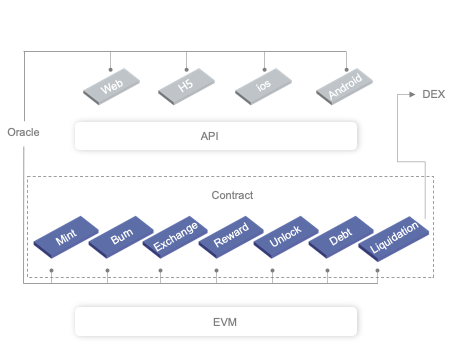 Web
H5
ios
Android
DEX
Oracle
API
Contract
Mint
Burn
Exchange
Reward
Unlock
Debt
Liquidation
EVM